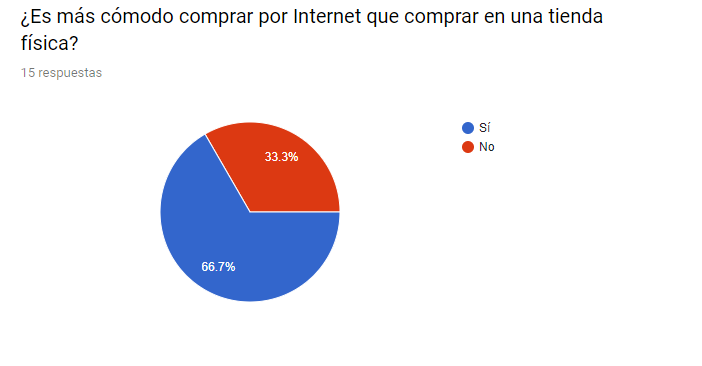 ¿Es más cómodo comprar por Internet que comprar en una tienda
física?
15 respuestas
Sí
No
33.3%
66.7%